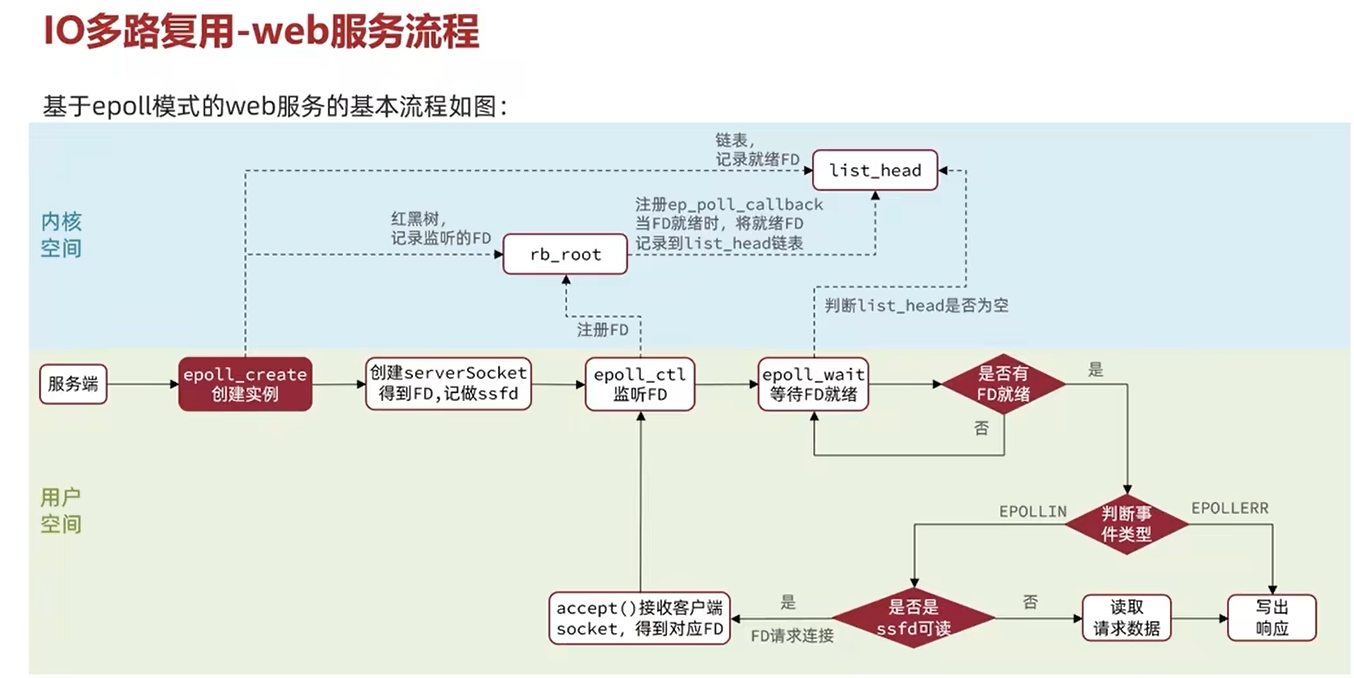 IO多路复用-web服务流程
基于epoll模式的web服务的基本流程如图：
链表，
记录就绪FD
list_head
内核
空间
红黑树，
记录监听的FD
rb_root
注册ep_poll_callback
当FD就绪时，将就绪FD
记录到list_head链表
注册FD
判断list_head是否为空
服务端
epoll_create
创建实例
创建serverSocket
得到FD,记做ssfd
epoll_ctl
监听FD
epoll_wait
等待FD就绪
是否有
FD就绪
是
否
用户
空间
EPOLLIN
判断事
件类型
EPOLLERR
accept()接收客户端
socket，得到对应FD
是
FD请求连接
是否是
ssfd可读
否
读取
请求数据
写出
响应